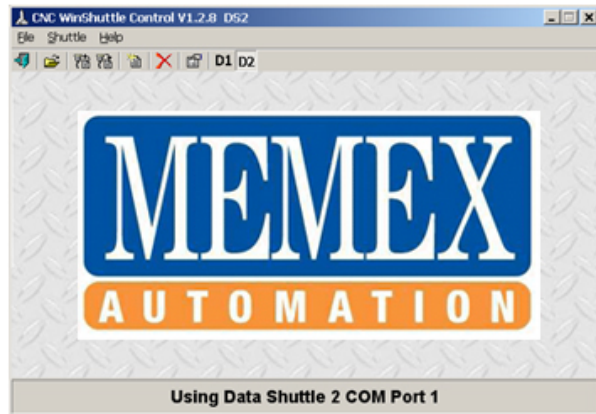 CNC WinShuttle Control V1.2.8 DS2
File Shuttle Help
D1 D2
MEMEX
AUTOMATION
Using Data Shuttle 2 COM Port 1